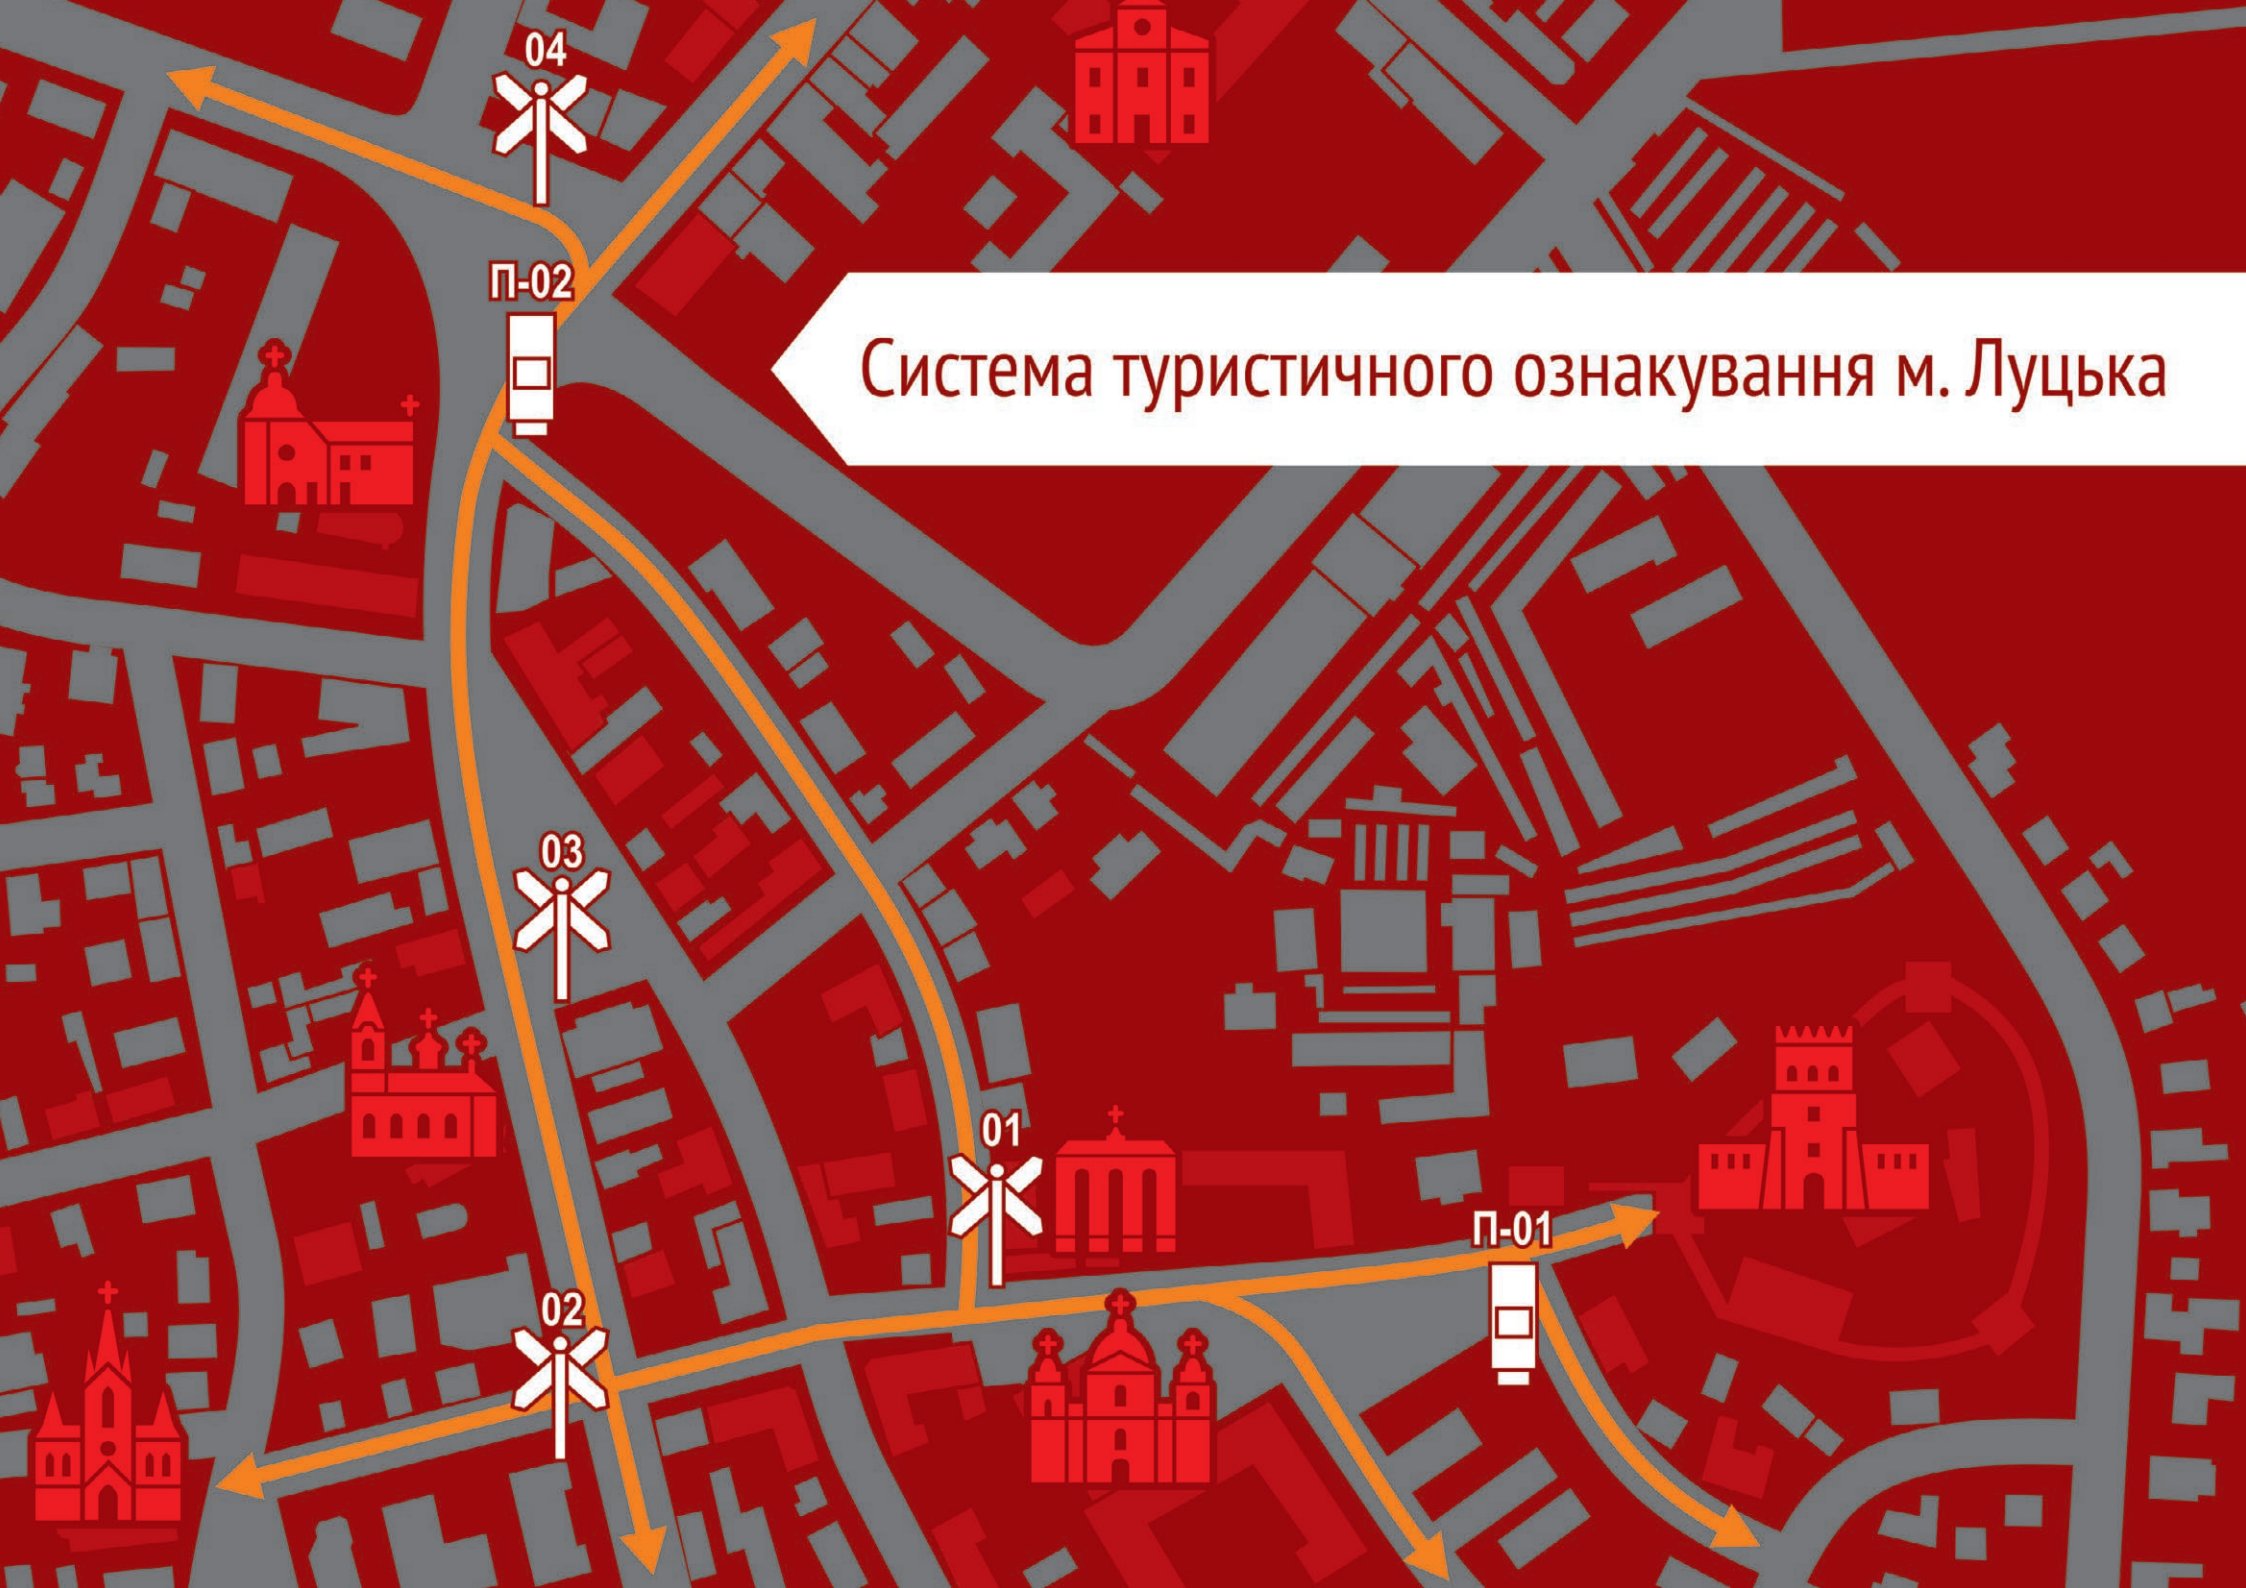 04
П-02
Система туристичного ознакування м. Луцька
03
01
П-01
02